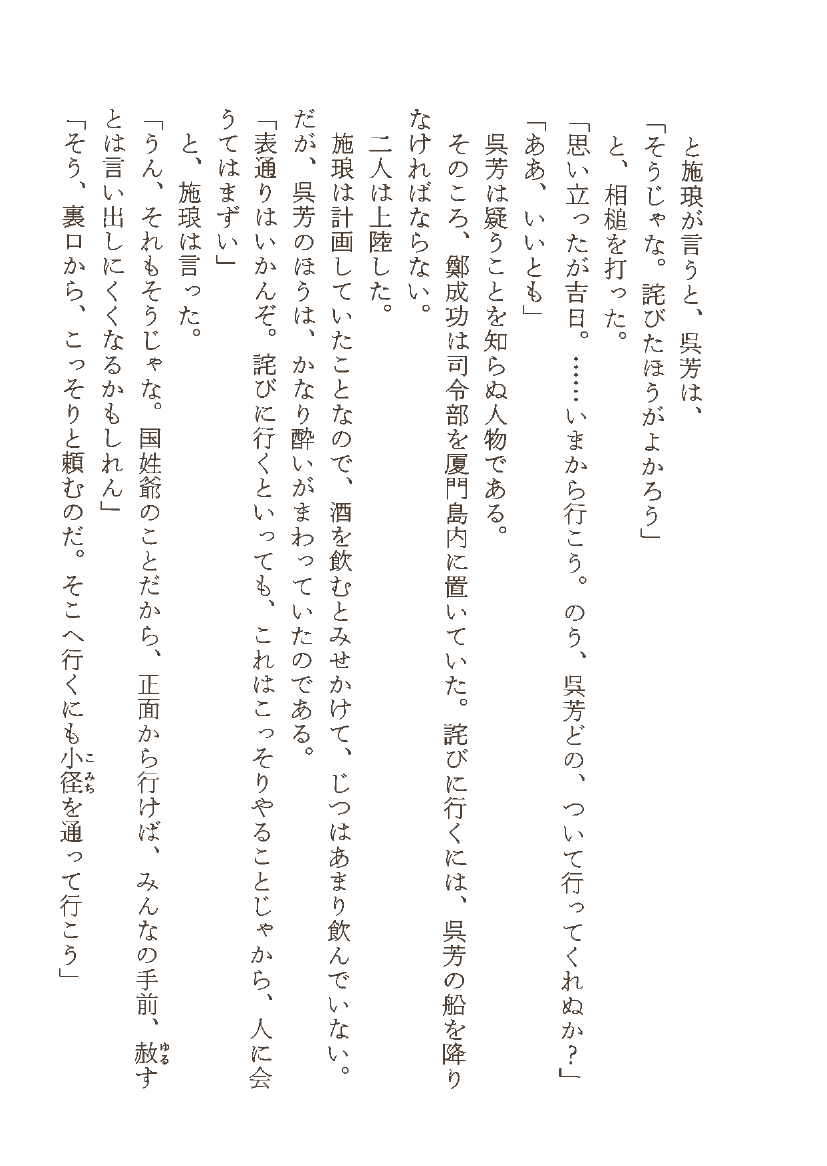 と施琅が言うと、呉芳は、
「そうじゃな。詫びたほうがよかろう」
と、相槌を打った。
「思い立ったが吉日。……いまから行こう。のう、呉芳どの、ついて行ってくれぬか?」
「ああ、いいとも」
呉芳は疑うことを知らぬ人物である。
そのころ、鄭成功は司令部を厦門島内に置いていた。詫びに行くには、呉芳の船を降り
なければならない。
二人は上陸した。
施琅は計画していたことなので、酒を飲むとみせかけて、じつはあまり飲んでいない。
だが、呉芳のほうは、かなり酔いがまわっていたのである。
「表通りはいかんぞ。詫びに行くといっても、これはこっそりやることじゃから、人に会
うてはまずい」
と、施琅は言った。
「うん、それもそうじゃな。国姓爺のことだから、正面から行けば、みんなの手前、赦ゆるす
とは言い出しにくくなるかもしれん」
「そう、裏口から、こっそりと頼むのだ。そこへ行くにも小径こみちを通って行こう」